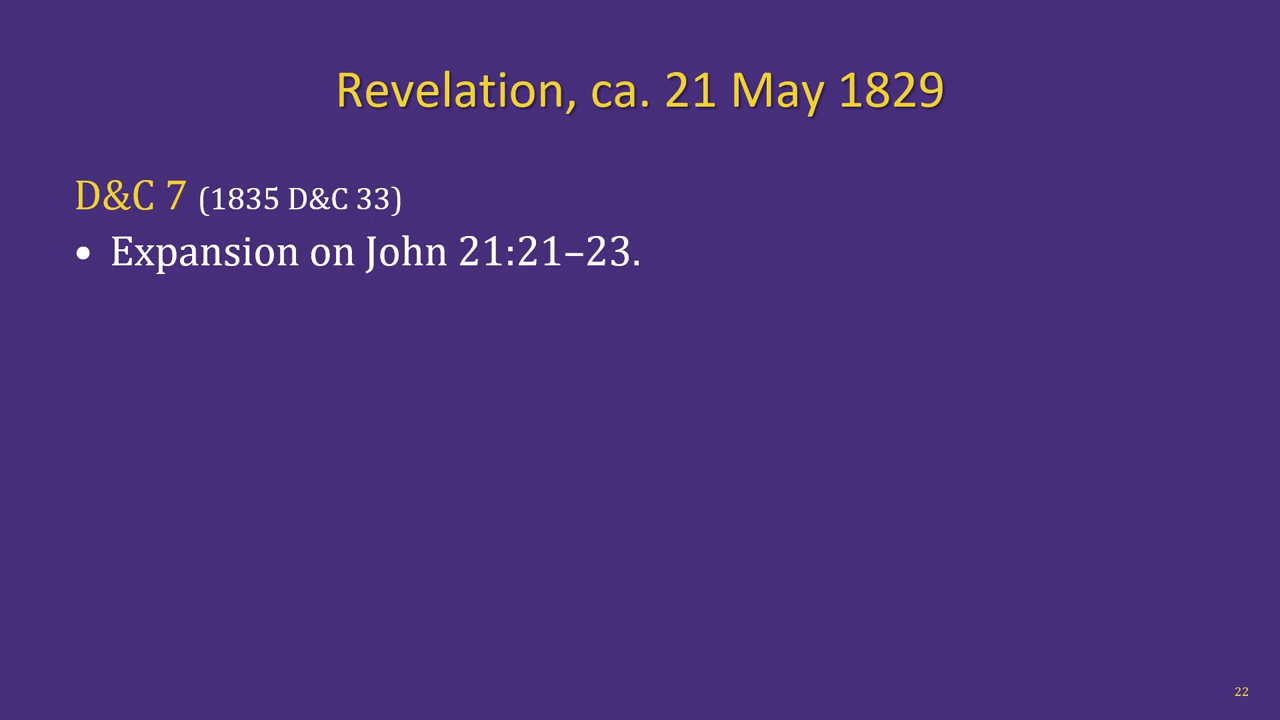 Revelation, ca. 21 May 1829
D&C 7 (1835 D&C 33)
• Expansion on John 21:21–23.
22